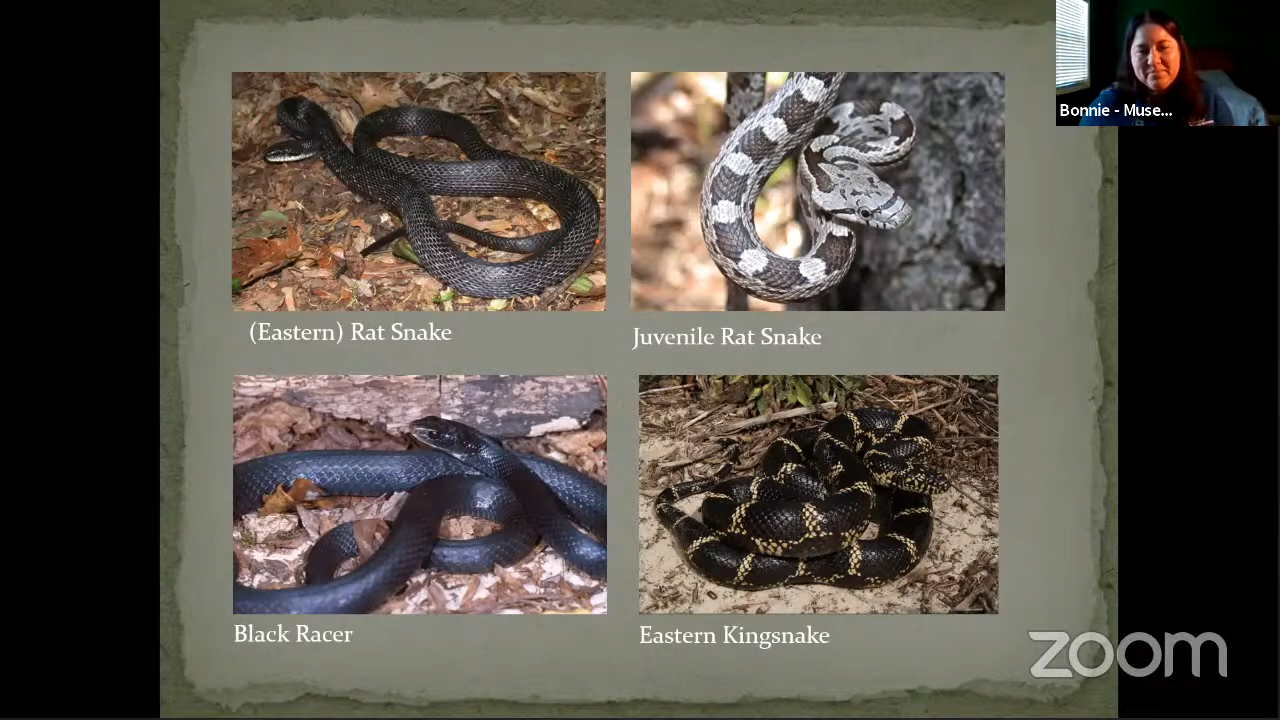 Bonnie - Muse...
(Eastern) Rat Snake
Juvenile Rat Snake
Black Racer
Eastern Kingsnake
zoom